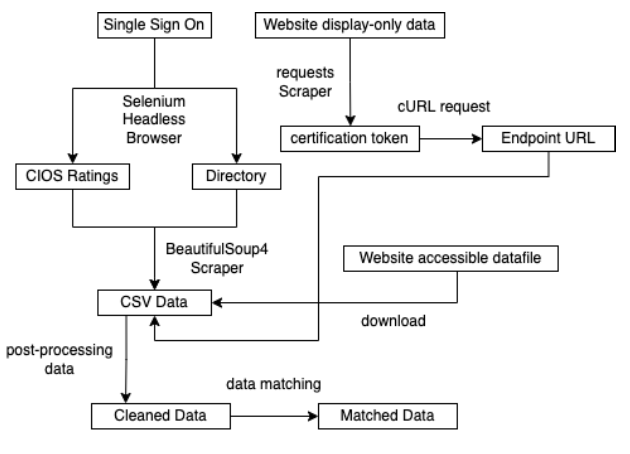 Single Sign On
Website display-only data
requests
Scraper
Selenium
Headless
Browser
cURL request
certification token
Endpoint URL
CIOS Ratings
Directory
BeautifulSoup4
Scraper
Website accessible datafile
CSV Data
download
post-processing
data
data matching
Cleaned Data
Matched Data